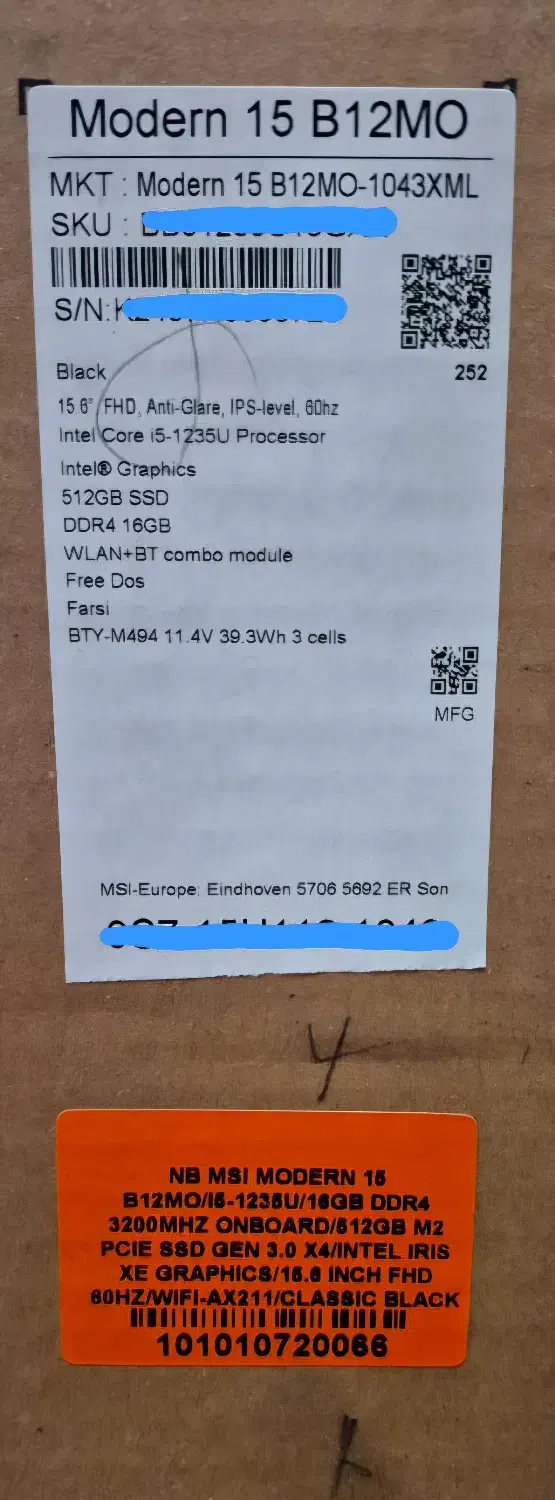 Modern 15 B12MO
MKT : Modern 15 B12MO-1043XML
SKU :
S/N:
Black
252
15.6" FHD, Anti-Glare, IPS-level, 60hz
Intel Core i5-1235U Processor
Intel® Graphics
512GB SSD
DDR4 16GB
WLAN+BT combo module
Free Dos
Farsi
BTY-M494 11.4V 39.3Wh 3 cells
MFG
MSI-Europe: Eindhoven 5706 5692 ER Son
4
NB MSI MODERN 15
B12MO/I5-1235U/16GB DDR4
3200MHZ ONBOARD/512GB M2
PCIE SSD GEN 3.0 X4/INTEL IRIS
XE GRAPHICS/15.6 INCH FHD
60HZ/WIFI-AX211/CLASSIC BLACK
101010720066